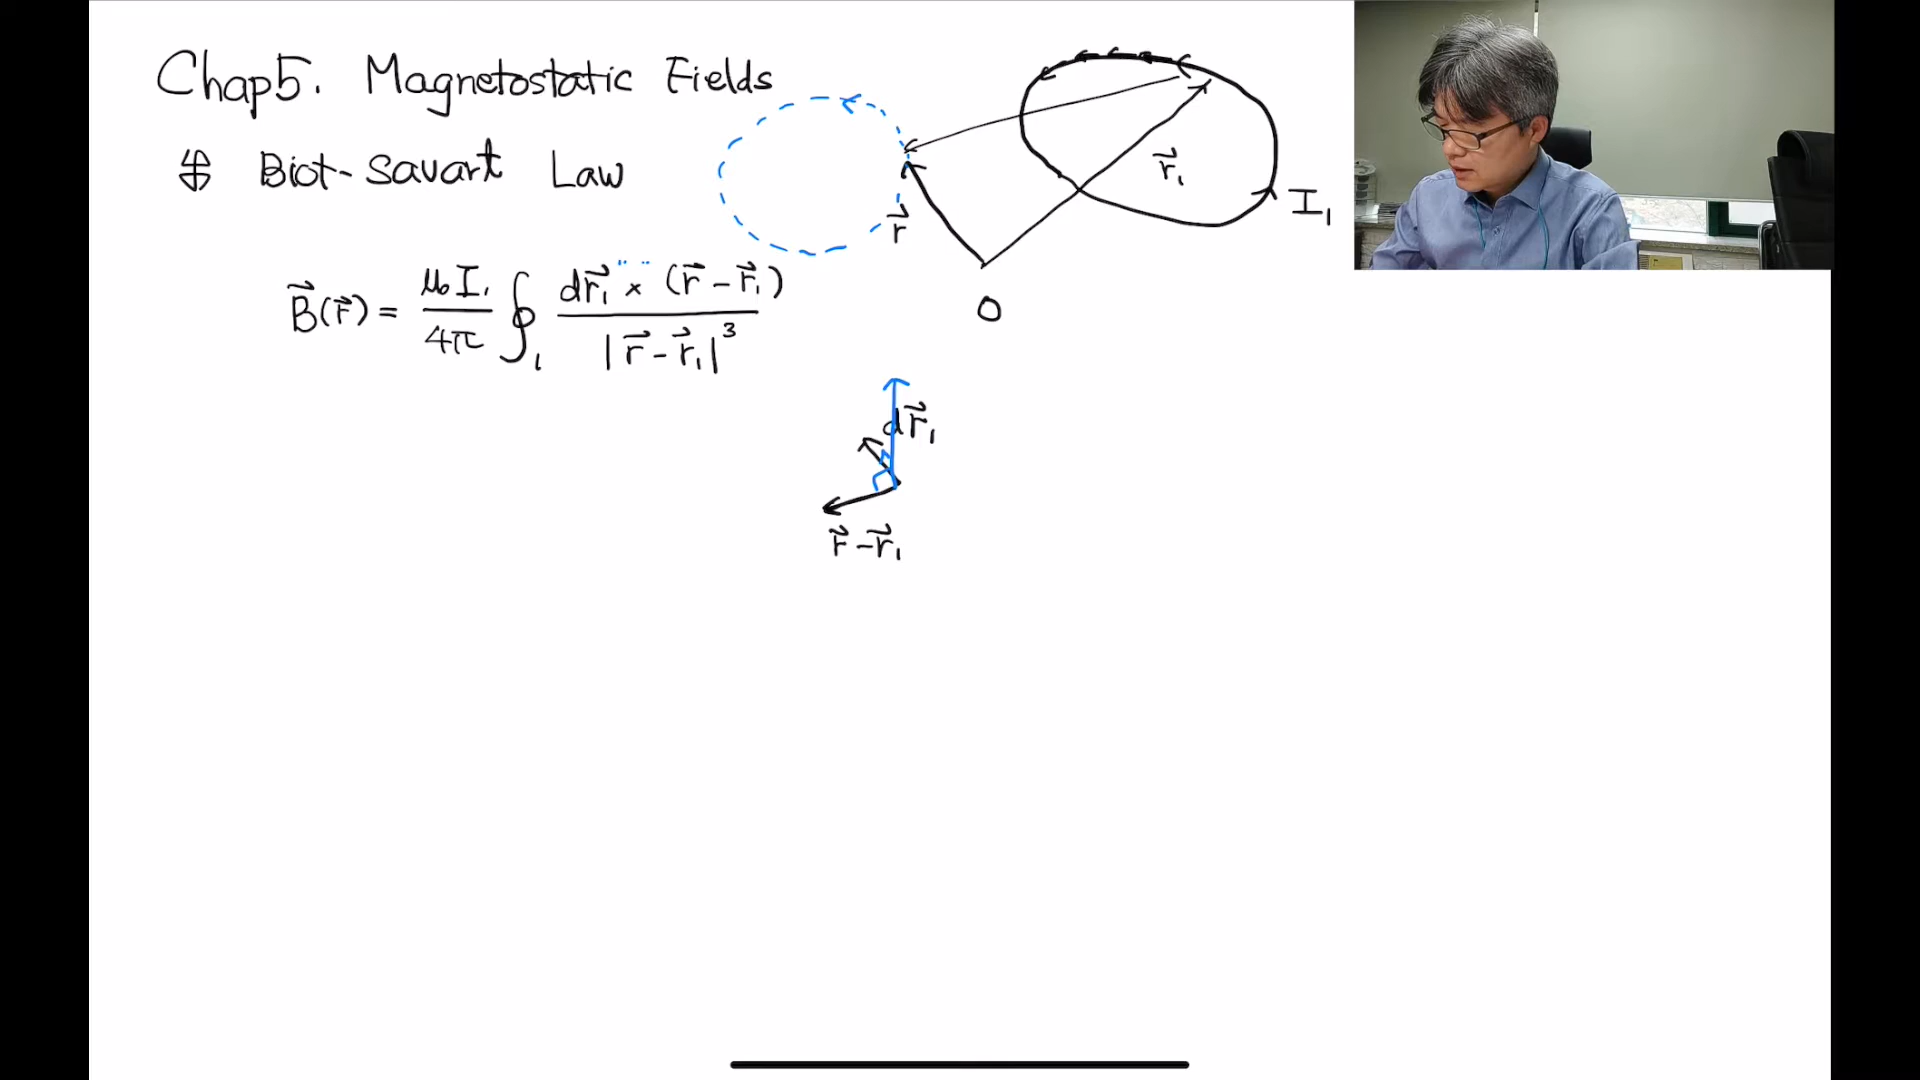 Chap5. Magnetostatic Fields
# Biot-Savart Law
r⃗
r⃗₁
I₁
O
B⃗(r⃗) = μ₀I₁/4π ∮₁ dr⃗₁ × (r⃗ − r⃗₁) / |r⃗ − r⃗₁|³
dr⃗₁
r⃗ − r⃗₁